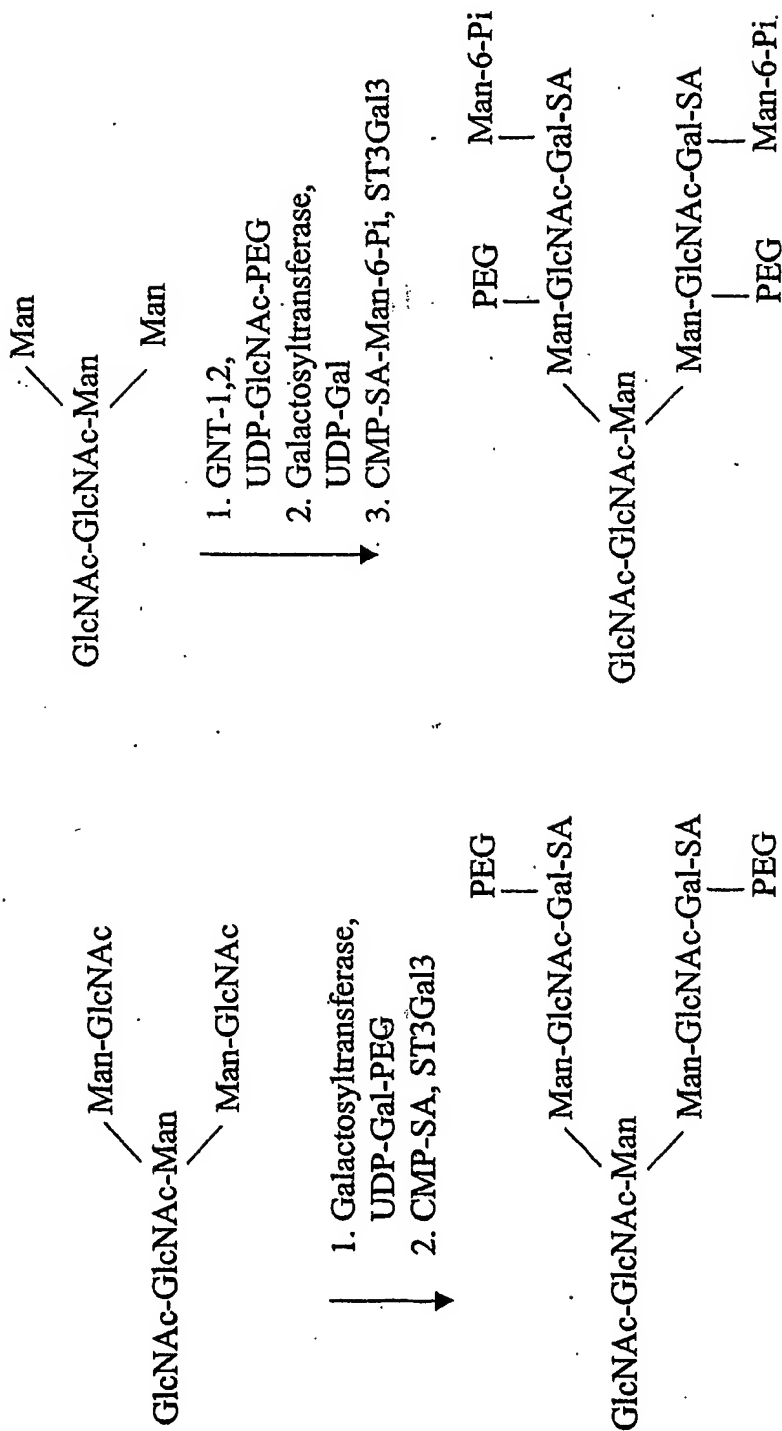 Man-GlcNAc
GlcNAc-GlcNAc-Man
Man-GlcNAc
1. Galactosyltransferase,
UDP-Gal-PEG
2. CMP-SA, ST3Gal3
PEG
Man-GlcNAc-Gal-SA
GlcNAc-GlcNAc-Man
Man-GlcNAc-Gal-SA
PEG
Man
GlcNAc-GlcNAc-Man
Man
1. GNT-1,2,
UDP-GlcNAc-PEG
2. Galactosyltransferase,
UDP-Gal
3. CMP-SA-Man-6-Pi, ST3Gal3
PEG Man-6-Pi
Man-GlcNAc-Gal-SA
GlcNAc-GlcNAc-Man
Man-GlcNAc-Gal-SA
PEG Man-6-Pi